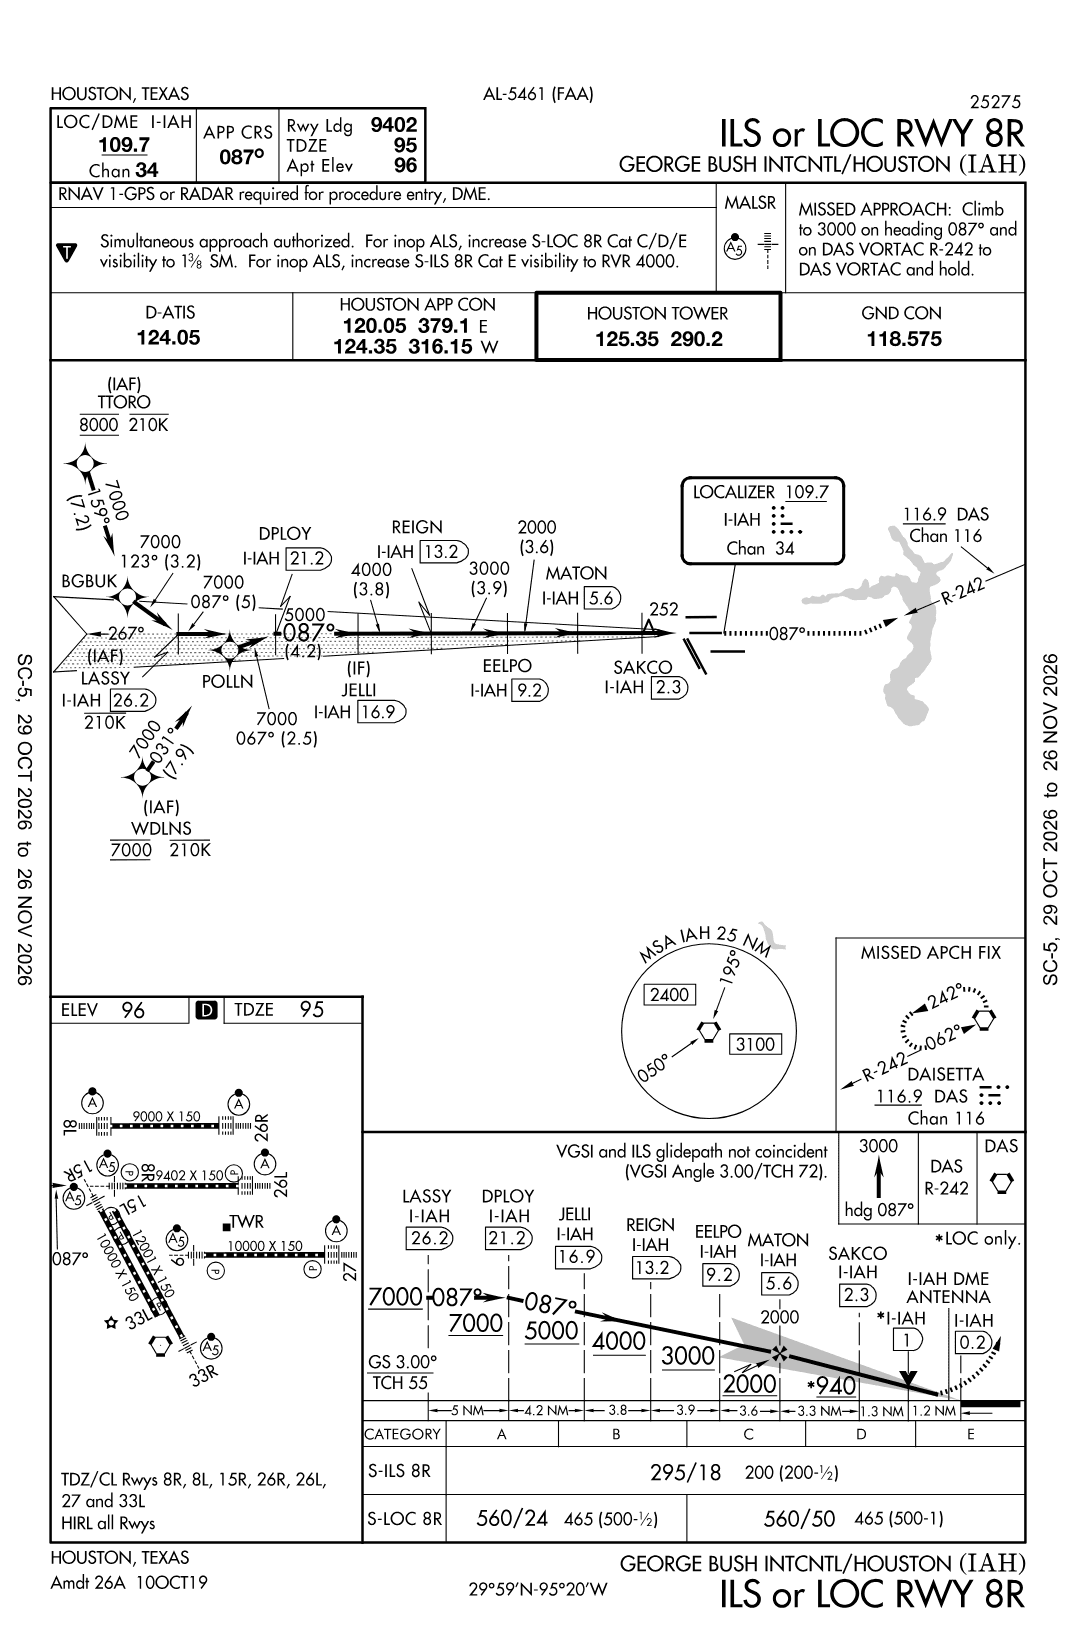 HOUSTON, TEXAS
AL-5461 (FAA)
25275
LOC/DME I-IAH
109.7
Chan 34
APP CRS
087°
Rwy Ldg 9402
TDZE 95
Apt Elev 96
ILS or LOC RWY 8R
GEORGE BUSH INTCNTL/HOUSTON (IAH)
RNAV 1-GPS or RADAR required for procedure entry, DME.
T
Simultaneous approach authorized. For inop ALS, increase S-LOC 8R Cat C/D/E
visibility to 1⅜ SM. For inop ALS, increase S-ILS 8R Cat E visibility to RVR 4000.
MALSR
A5
MISSED APPROACH: Climb
to 3000 on heading 087° and
on DAS VORTAC R-242 to
DAS VORTAC and hold.
D-ATIS
124.05
HOUSTON APP CON
120.05 379.1 E
124.35 316.15 W
HOUSTON TOWER
125.35 290.2
GND CON
118.575
(IAF)
TTORO
8000 210K
7000
159°
(7.2)
7000
123° (3.2)
BGBUK
7000
087° (5)
DPLOY
I-IAH 21.2
REIGN
I-IAH 13.2
4000
(3.8)
3000
(3.9)
2000
(3.6)
MATON
I-IAH 5.6
252
LOCALIZER 109.7
I-IAH
Chan 34
116.9 DAS
Chan 116
R-242
267°
5000
087°
(4.2)
087°
(IAF)
LASSY
I-IAH 26.2
210K
POLLN
7000
067° (2.5)
(IF)
JELLI
I-IAH 16.9
EELPO
I-IAH 9.2
SAKCO
I-IAH 2.3
7000
031°
(7.9)
(IAF)
WDLNS
7000 210K
SC-5, 29 OCT 2026 to 26 NOV 2026
SC-5, 29 OCT 2026 to 26 NOV 2026
MSA IAH 25 NM
195°
2400
3100
050°
MISSED APCH FIX
242°
062°
R-242
DAISETTA
116.9 DAS
Chan 116
ELEV 96
D
TDZE 95
A
A
8L
9000 X 150
26R
15R
A5
8R
P
9402 X 150
P
A
26L
A5
15L
087°
TWR
A5
9
10000 X 150
A
27
P
P
P
P
12001 X 150
10000 X 150
P
33L
A5
33R
TDZ/CL Rwys 8R, 8L, 15R, 26R, 26L,
27 and 33L
HIRL all Rwys
VGSI and ILS glidepath not coincident
(VGSI Angle 3.00/TCH 72).
3000
hdg 087°
DAS
R-242
DAS
*LOC only.
LASSY
I-IAH
26.2
DPLOY
I-IAH
21.2
JELLI
I-IAH
16.9
REIGN
I-IAH
13.2
EELPO
I-IAH
9.2
MATON
I-IAH
5.6
2000
SAKCO
I-IAH
2.3
I-IAH DME
ANTENNA
*I-IAH
1
I-IAH
0.2
7000
087°
087°
7000
5000
4000
3000
2000
*940
GS 3.00°
TCH 55
5 NM
4.2 NM
3.8
3.9
3.6
3.3 NM
1.3 NM
1.2 NM
CATEGORY A B C D E
S-ILS 8R 295/18 200 (200-½)
S-LOC 8R 560/24 465 (500-½) 560/50 465 (500-1)
HOUSTON, TEXAS
Amdt 26A 10OCT19
29°59'N-95°20'W
GEORGE BUSH INTCNTL/HOUSTON (IAH)
ILS or LOC RWY 8R